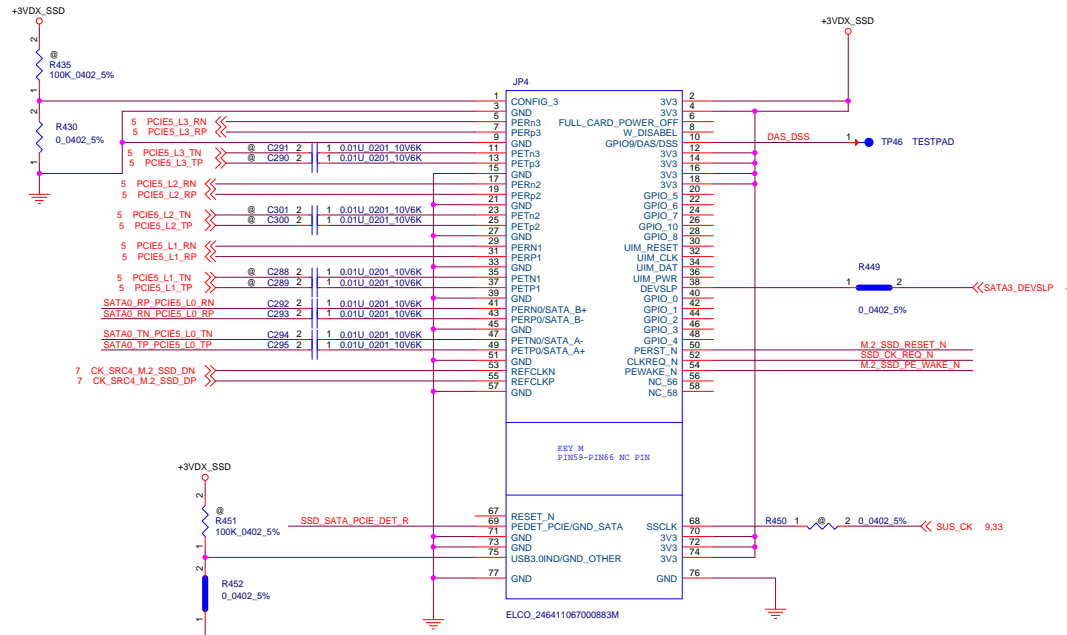 +3VDX_SSD
+3VDX_SSD
2
@
R435
100K_0402_5%
1
2
R430
0_0402_5%
1
JP4
1 CONFIG_3 3V3 2
3 GND 3V3 4
5 PCIE5_L3_RN 5 PERn3 FULL_CARD_POWER_OFF 6
5 PCIE5_L3_RP 7 PERp3 W_DISABEL 8
9 GND GPIO9/DAS/DSS 10 DAS_DSS 1 TP46 TESTPAD
5 PCIE5_L3_TN @ C291 2 1 0.01U_0201_10V6K 11 PETn3 3V3 12
5 PCIE5_L3_TP @ C290 2 1 0.01U_0201_10V6K 13 PETp3 3V3 14
15 GND 3V3 16
5 PCIE5_L2_RN 17 PERn2 3V3 18
5 PCIE5_L2_RP 19 PERp2 GPIO_5 20
21 GND GPIO_6 22
5 PCIE5_L2_TN @ C301 2 1 0.01U_0201_10V6K 23 PETn2 GPIO_7 24
5 PCIE5_L2_TP @ C300 2 1 0.01U_0201_10V6K 25 PETp2 GPIO_10 26
27 GND GPIO_8 28
5 PCIE5_L1_RN 29 PERN1 UIM_RESET 30
5 PCIE5_L1_RP 31 PERP1 UIM_CLK 32
33 GND UIM_DAT 34
5 PCIE5_L1_TN @ C288 2 1 0.01U_0201_10V6K 35 PETN1 UIM_PWR 36
5 PCIE5_L1_TP @ C289 2 1 0.01U_0201_10V6K 37 PETP1 DEVSLP 38 1 R449 2 SATA3_DEVSLP
0_0402_5%
39 GND GPIO_0 40
SATA0_RP_PCIE5_L0_RN C292 2 1 0.01U_0201_10V6K 41 PERN0/SATA_B+ GPIO_1 42
SATA0_RN_PCIE5_L0_RP C293 2 1 0.01U_0201_10V6K 43 PERP0/SATA_B- GPIO_2 44
45 GND GPIO_3 46
SATA0_TN_PCIE5_L0_TN C294 2 1 0.01U_0201_10V6K 47 PETN0/SATA_A- GPIO_4 48
SATA0_TP_PCIE5_L0_TP C295 2 1 0.01U_0201_10V6K 49 PETP0/SATA_A+ PERST_N 50 M.2_SSD_RESET_N
51 GND CLKREQ_N 52 SSD_CK_REQ_N
7 CK_SRC4_M.2_SSD_DN 53 REFCLKN PEWAKE_N 54 M.2_SSD_PE_WAKE_N
7 CK_SRC4_M.2_SSD_DP 55 REFCLKP NC_56 56
57 GND NC_58 58
KEY M
PIN59-PIN66 NC PIN
+3VDX_SSD
2
@
R451
100K_0402_5%
1
2
R452
0_0402_5%
1
67 RESET_N
SSD_SATA_PCIE_DET_R 69 PEDET_PCIE/GND_SATA SSCLK 68 R450 1 @ 2 0_0402_5% SUS_CK 9,33
71 GND 3V3 70
73 GND 3V3 72
75 USB3.0IND/GND_OTHER 3V3 74
77 GND GND 76
ELCO_246411067000883M